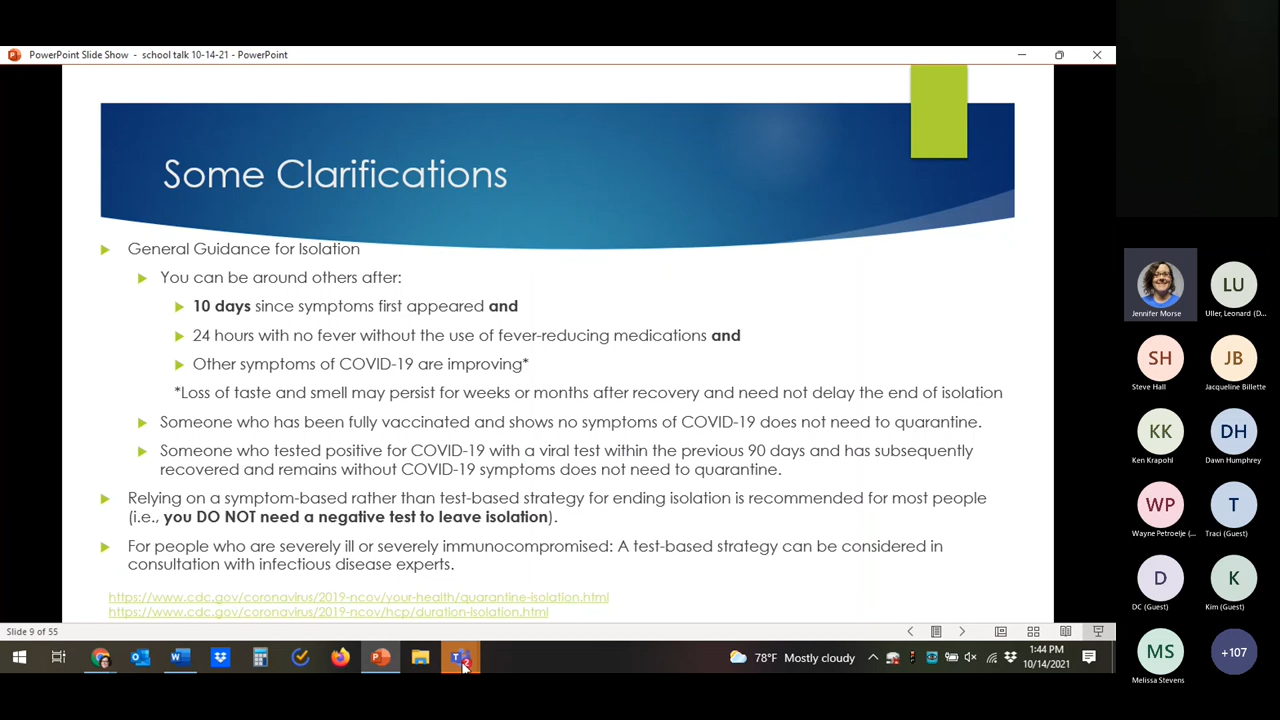 PowerPoint Slide Show - school talk 10-14-21 - PowerPoint
Some Clarifications
General Guidance for Isolation
You can be around others after:
10 days since symptoms first appeared and
24 hours with no fever without the use of fever-reducing medications and
Other symptoms of COVID-19 are improving*
*Loss of taste and smell may persist for weeks or months after recovery and need not delay the end of isolation
Someone who has been fully vaccinated and shows no symptoms of COVID-19 does not need to quarantine.
Someone who tested positive for COVID-19 with a viral test within the previous 90 days and has subsequently
recovered and remains without COVID-19 symptoms does not need to quarantine.
Relying on a symptom-based rather than test-based strategy for ending isolation is recommended for most people
(i.e., you DO NOT need a negative test to leave isolation).
For people who are severely ill or severely immunocompromised: A test-based strategy can be considered in
consultation with infectious disease experts.
https://www.cdc.gov/coronavirus/2019-ncov/your-health/quarantine-isolation.html
https://www.cdc.gov/coronavirus/2019-ncov/hcp/duration-isolation.html
Slide 9 of 55
78°F Mostly cloudy
1:44 PM
10/14/2021
LU
Jennifer Morse
Uller, Leonard (D...
SH
JB
Steve Hall
Jacqueline Billette
KK
DH
Ken Krapohl
Dawn Humphrey
WP
T
Wayne Petroelje (...
Traci (Guest)
D
K
DC (Guest)
Kim (Guest)
MS
+107
Melissa Stevens